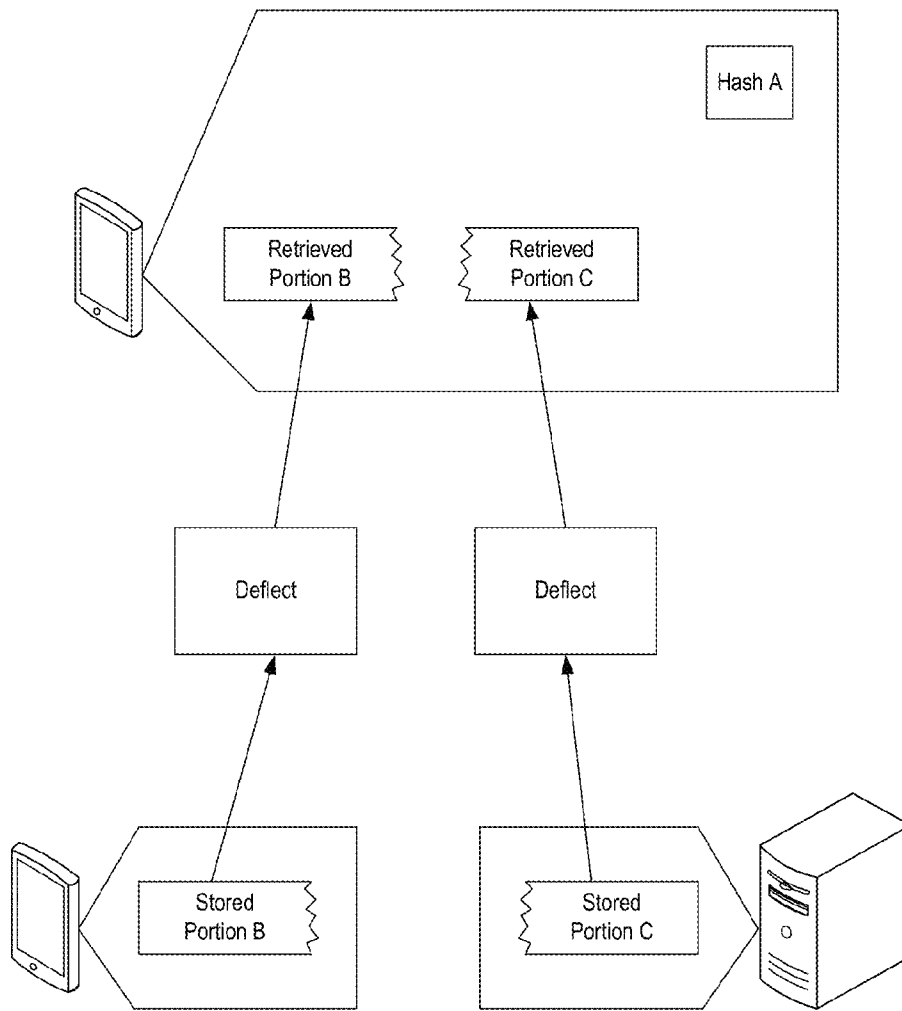 Hash A
Retrieved
Portion B
Retrieved
Portion C
Deflect
Deflect
Stored
Portion B
Stored
Portion C